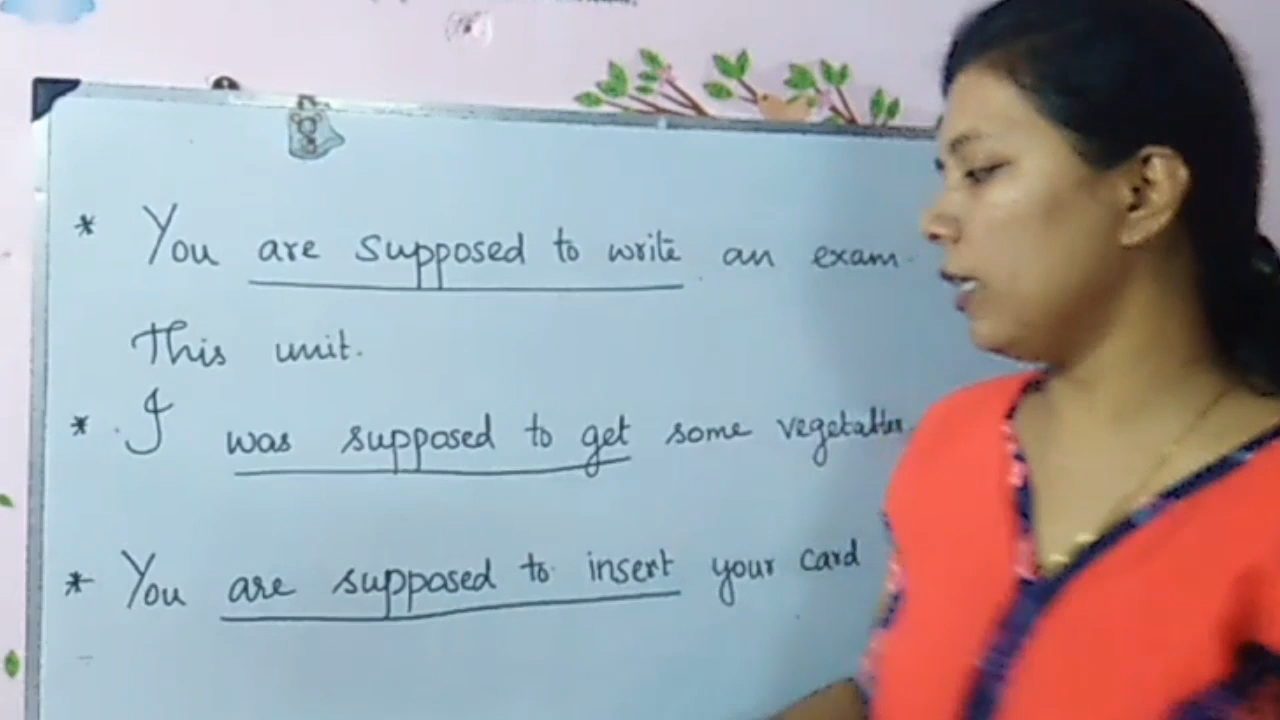 * You are supposed to write an exam.
This unit.
* I was supposed to get some vegetables
* You are supposed to insert your card